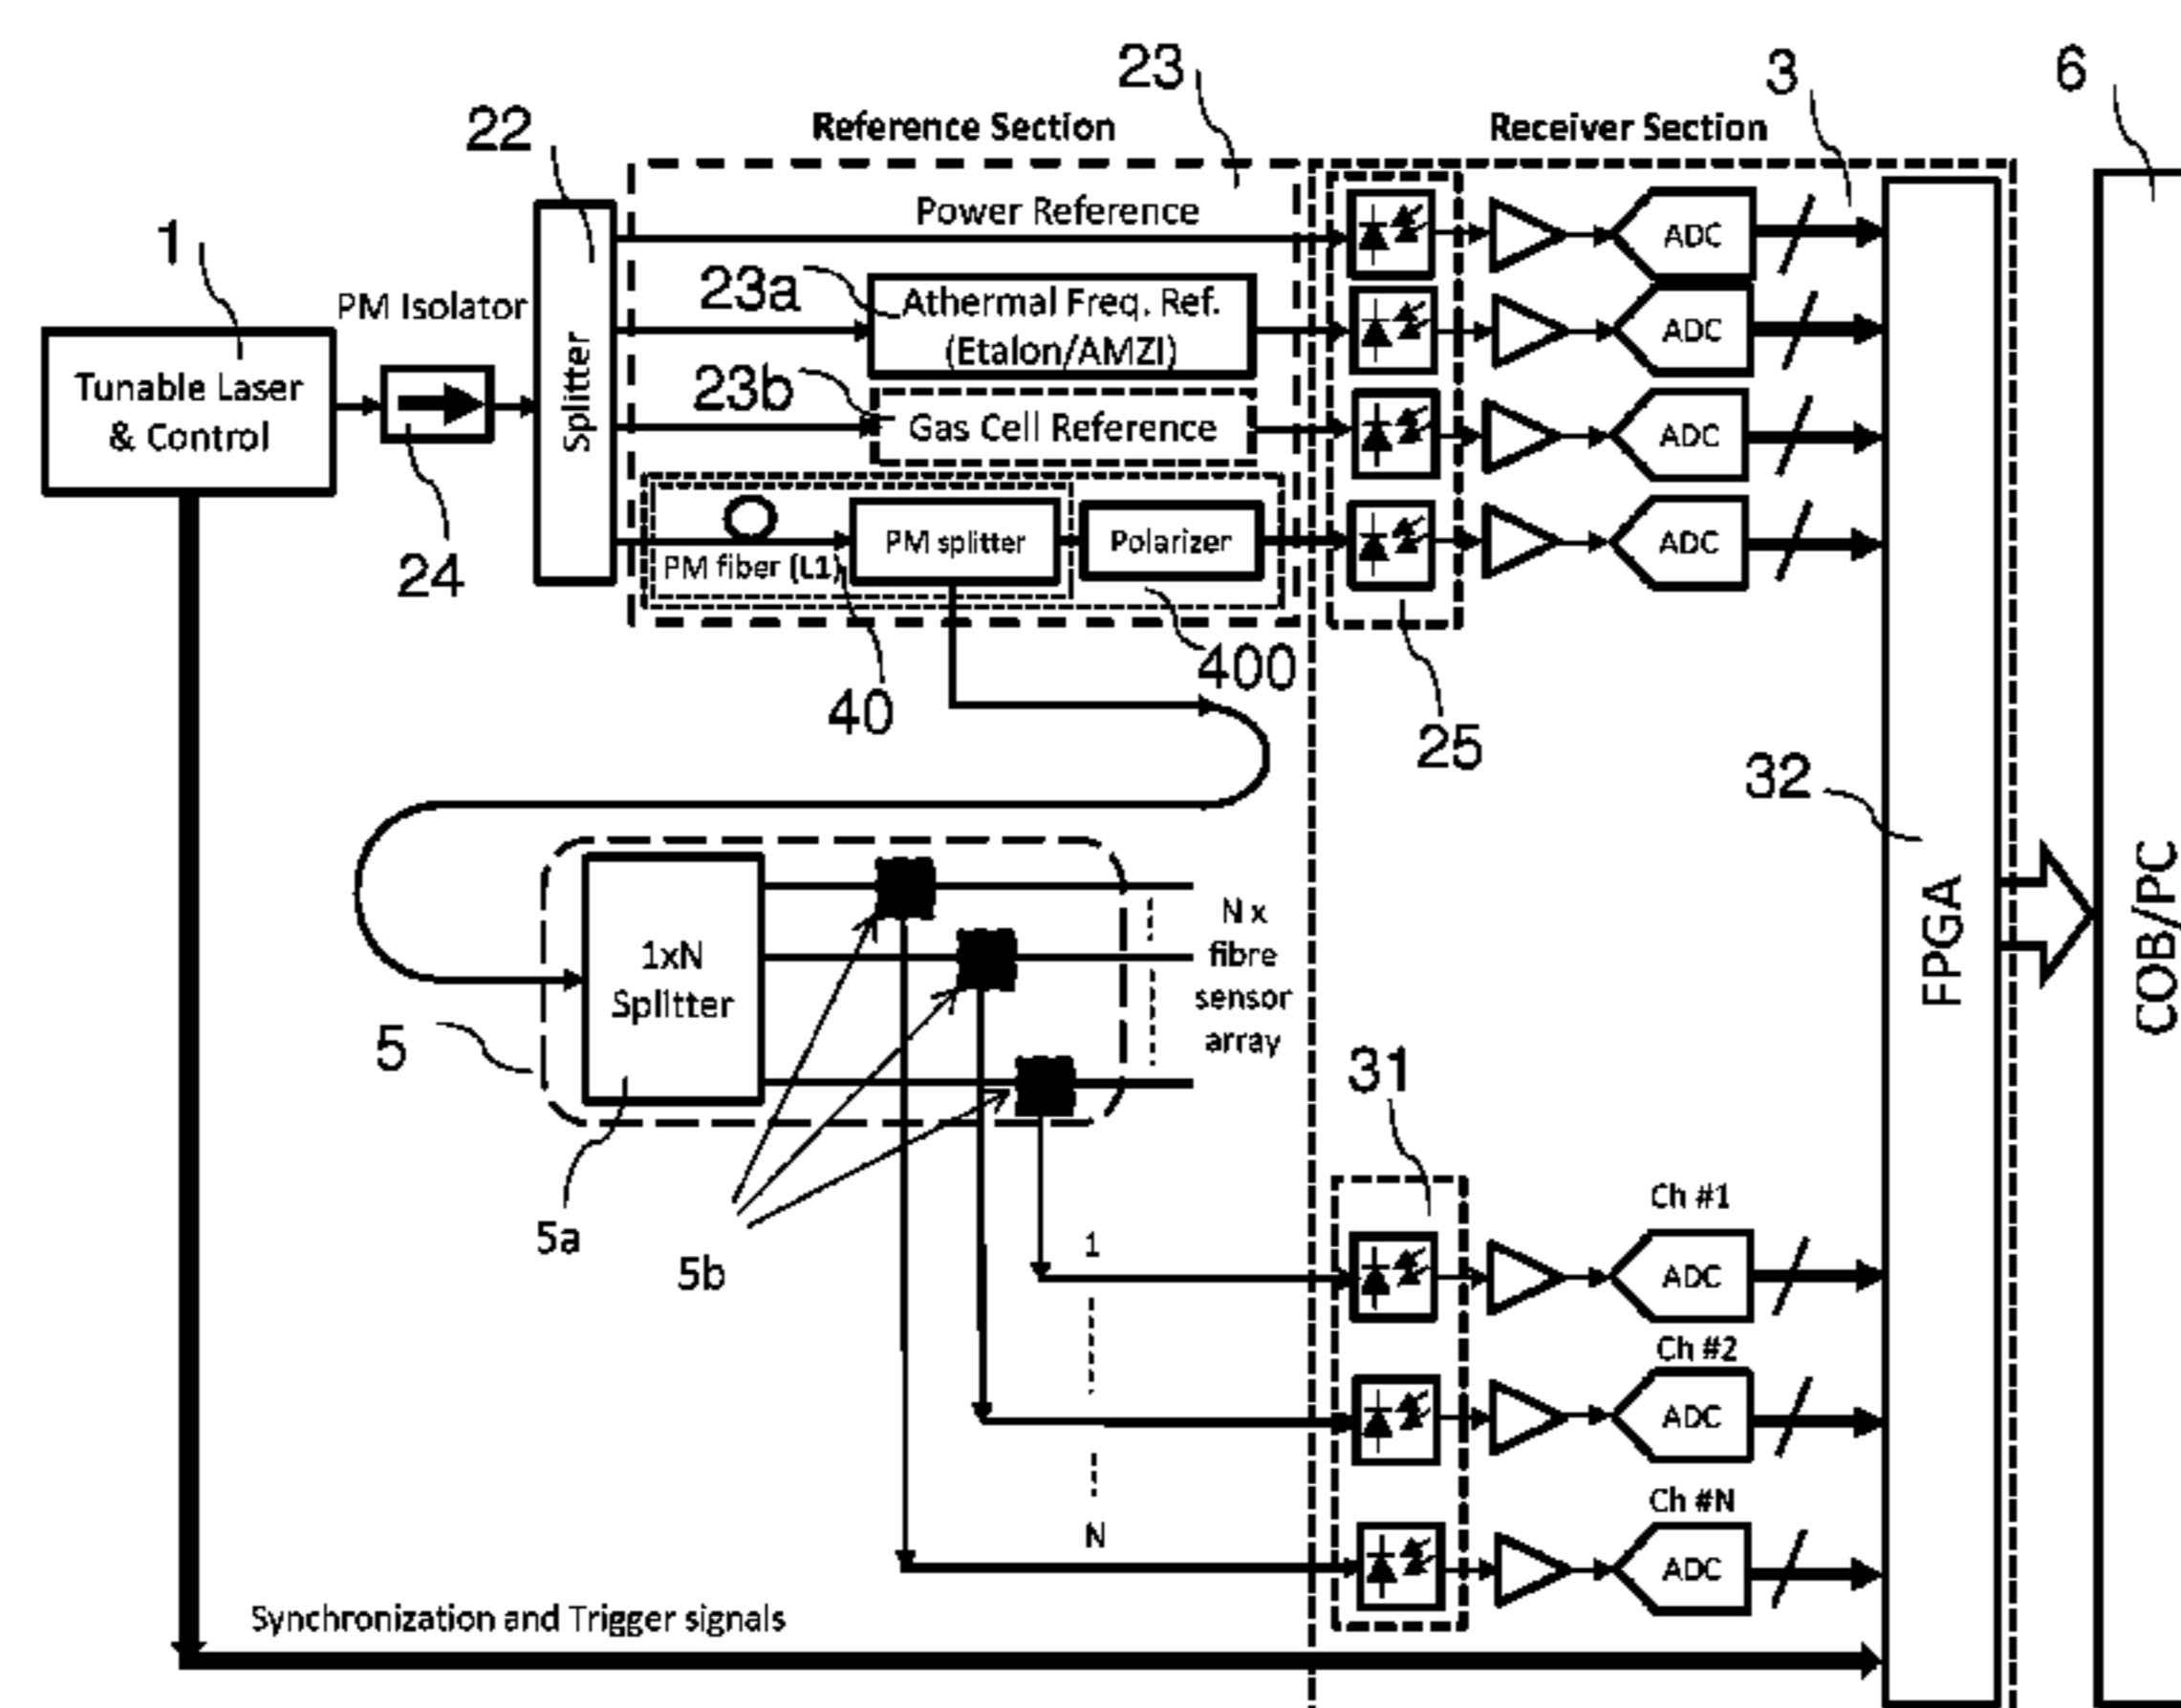 23
3
6
22
Reference Section
Receiver Section
1
Power Reference
ADC
PM Isolator
23a
Athermal Freq. Ref.
(Etalon/AMZI)
ADC
Tunable Laser
& Control
Splitter
23b
Gas Cell Reference
ADC
24
PM fiber (L1)
PM splitter
Polarizer
ADC
40
400
25
32
FPGA
COB/PC
5
1xN
Splitter
N x
fibre
sensor
array
5a
5b
31
1
Ch #1
ADC
Ch #2
ADC
N
Ch #N
ADC
Synchronization and Trigger signals